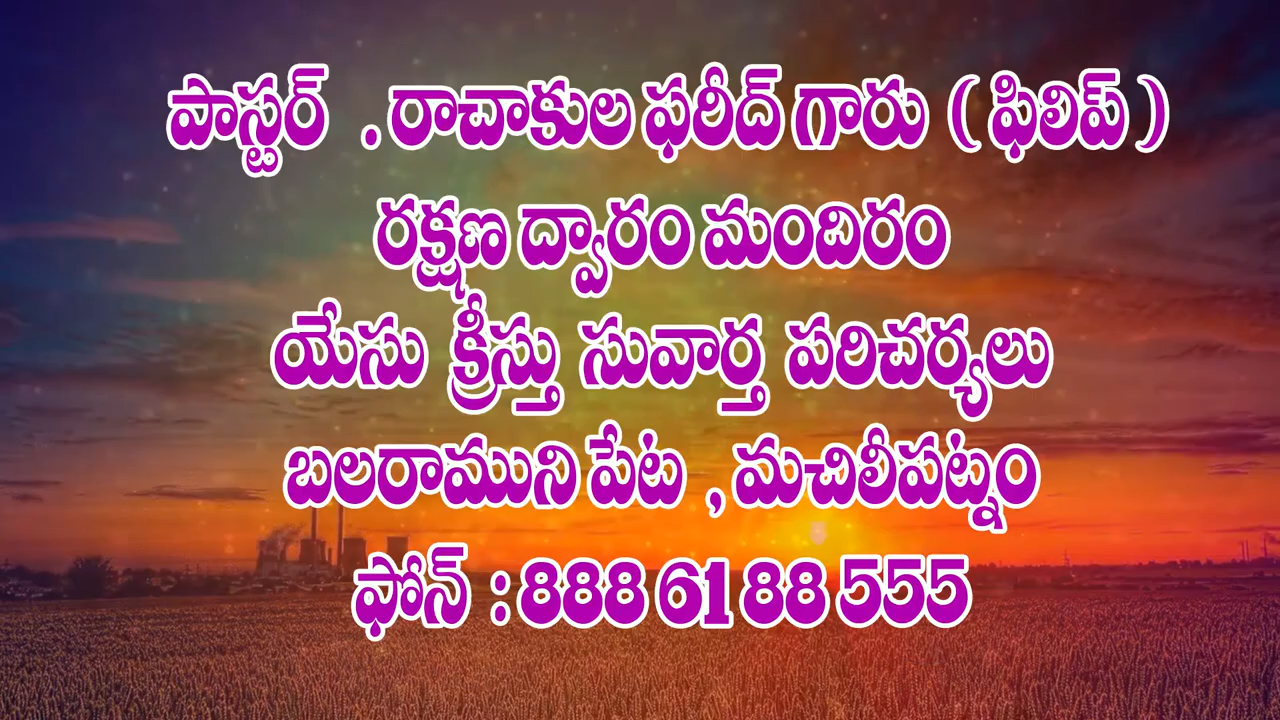 పాస్టర్ . రాచాకుల ఫరీద్ గారు ( ఫిలిప్ )
రక్షణ ద్వారం మందిరం
యేసు క్రీస్తు సువార్త పరిచర్యలు
బలరాముని పేట , మచిలీపట్నం
ఫోన్ : 888 61 88 555